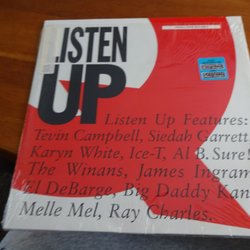 LISTEN
UP
Listen Up Features:
Tevin Campbell, Siedah Garrett
Karyn White, Ice-T, Al B. Sure!
The Winans, James Ingram
El DeBarge, Big Daddy Kan
Melle Mel, Ray Charles,